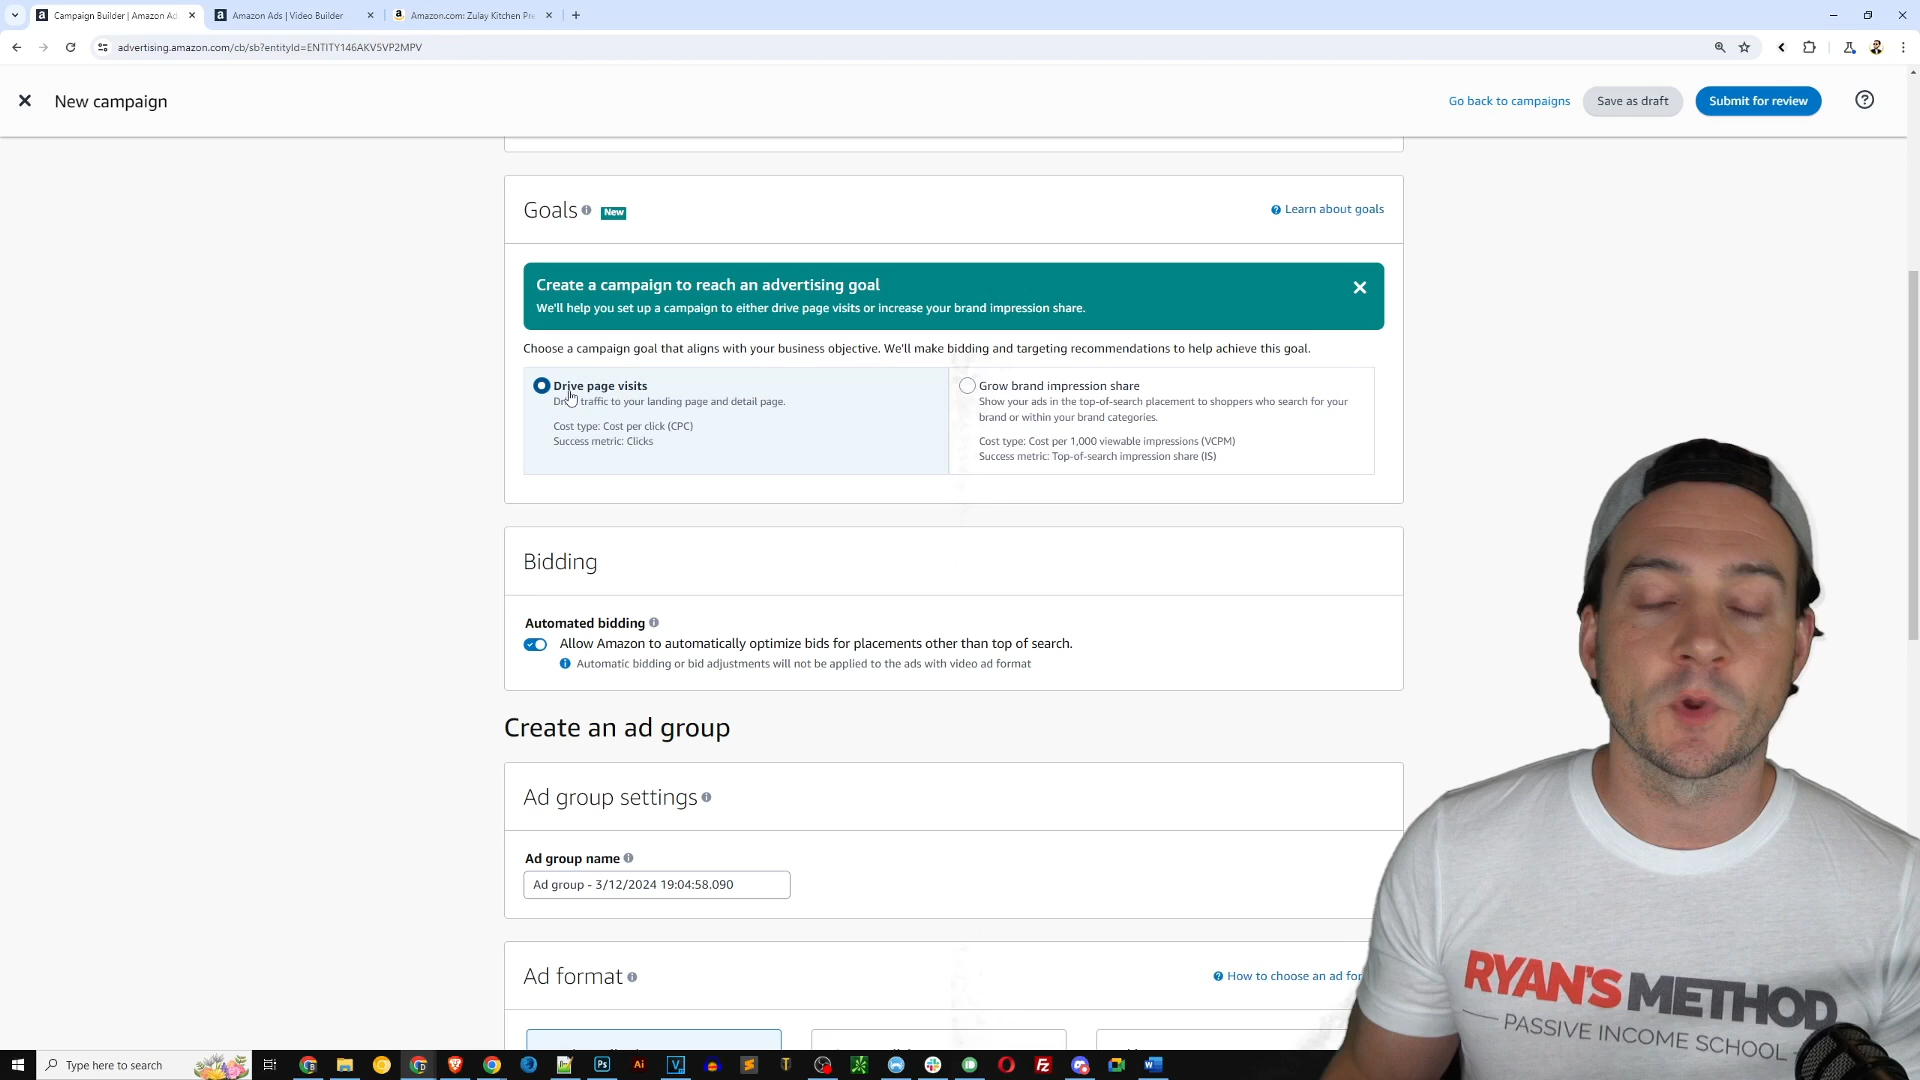 Campaign Builder | Amazon Ad
Amazon Ads | Video Builder
Amazon.com: Zulay Kitchen Pre
advertising.amazon.com/cb/sb?entityId=ENTITY146AKV5VP2MPV
New campaign
Go back to campaigns
Save as draft
Submit for review
Goals
New
Learn about goals
Create a campaign to reach an advertising goal
We'll help you set up a campaign to either drive page visits or increase your brand impression share.
Choose a campaign goal that aligns with your business objective. We'll make bidding and targeting recommendations to help achieve this goal.
Drive page visits
traffic to your landing page and detail page.
Cost type: Cost per click (CPC)
Success metric: Clicks
Grow brand impression share
Show your ads in the top-of-search placement to shoppers who search for your
brand or within your brand categories.
Cost type: Cost per 1,000 viewable impressions (VCPM)
Success metric: Top-of-search impression share (IS)
Bidding
Automated bidding
Allow Amazon to automatically optimize bids for placements other than top of search.
Automatic bidding or bid adjustments will not be applied to the ads with video ad format
Create an ad group
Ad group settings
Ad group name
Ad group - 3/12/2024 19:04:58.090
Ad format
How to choose an ad for
RYAN'S METHOD
PASSIVE INCOME SCHOOL
Type here to search